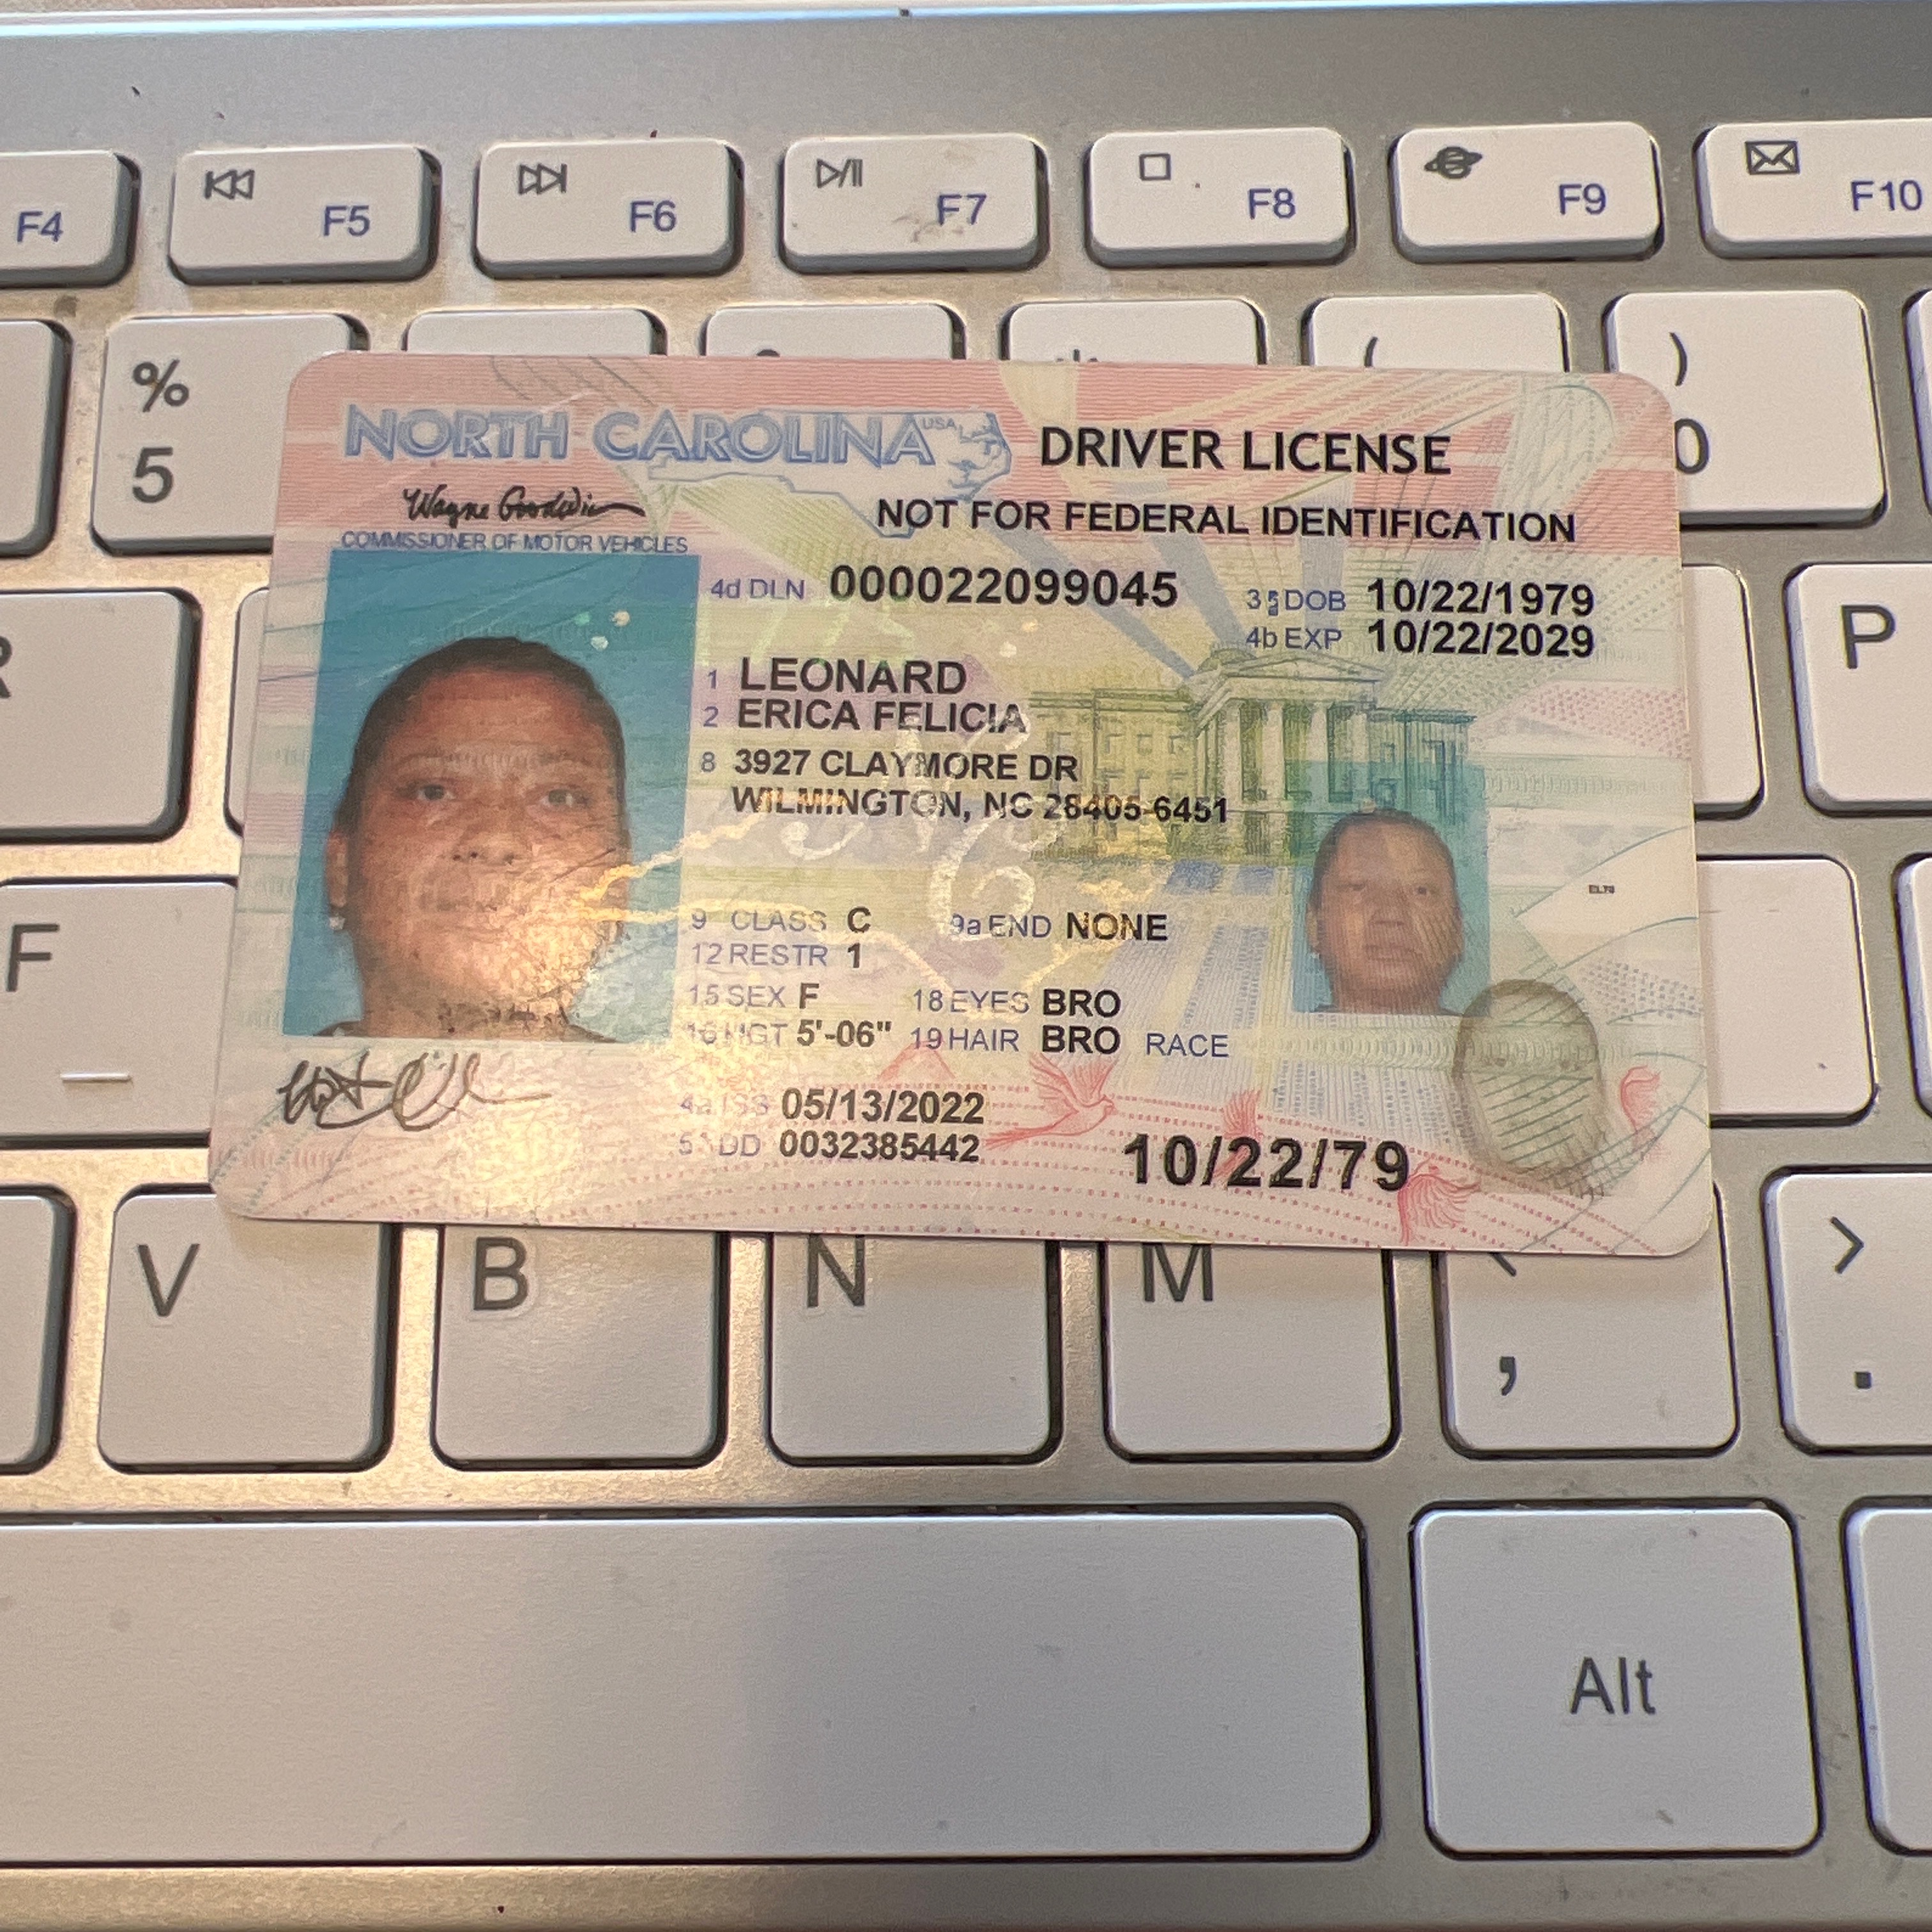 F4 F5 F6 F7 F8 F9 F10
% ( )
5 0
NORTH CAROLINA USA DRIVER LICENSE
Wayne Goodwin
NOT FOR FEDERAL IDENTIFICATION
COMMISSIONER OF MOTOR VEHICLES
4d DLN 000022099045 3 DOB 10/22/1979
4b EXP 10/22/2029
1 LEONARD
2 ERICA FELICIA
8 3927 CLAYMORE DR
WILMINGTON, NC 28405-6451
9 CLASS C 9a END NONE
12 RESTR 1
15 SEX F 18 EYES BRO
16 HGT 5'-06" 19 HAIR BRO RACE
4a ISS 05/13/2022
5 DD 0032385442
10/22/79
R P
F
V B N M , > .
Alt